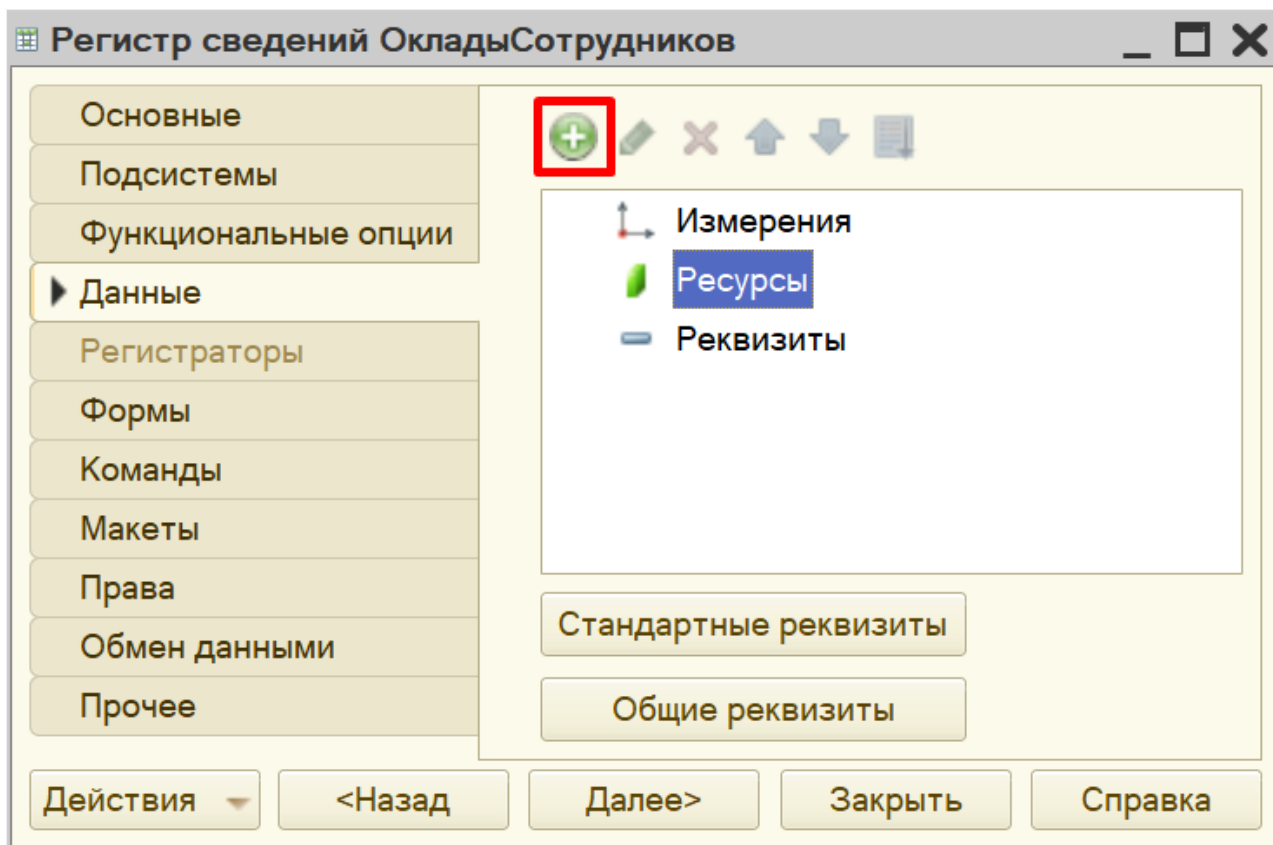 Регистр сведений ОкладыСотрудников
Основные
Подсистемы
Функциональные опции
Данные
Регистраторы
Формы
Команды
Макеты
Права
Обмен данными
Прочее
Измерения
Ресурсы
Реквизиты
Стандартные реквизиты
Общие реквизиты
Действия <Назад Далее> Закрыть Справка